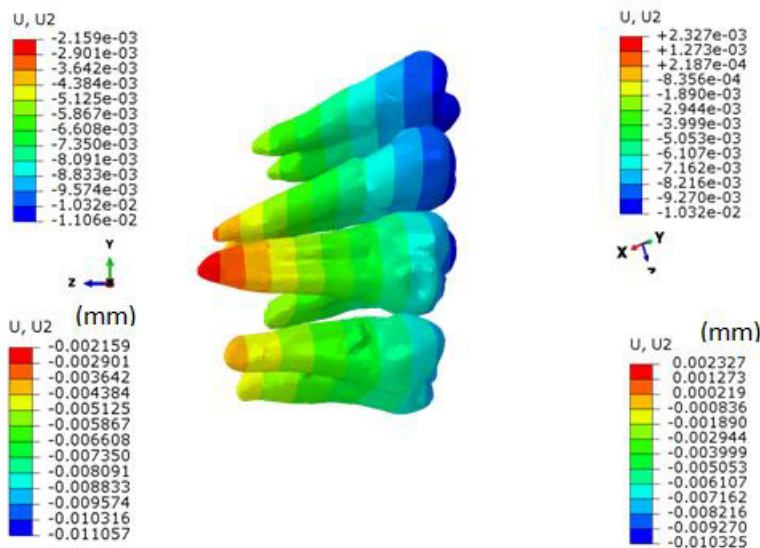 U, U2
-2.159e-03
-2.901e-03
-3.642e-03
-4.384e-03
-5.125e-03
-5.867e-03
-6.608e-03
-7.350e-03
-8.091e-03
-8.833e-03
-9.574e-03
-1.032e-02
-1.106e-02
Y
Z
(mm)
U, U2
-0.002159
-0.002901
-0.003642
-0.004384
-0.005125
-0.005867
-0.006608
-0.007350
-0.008091
-0.008833
-0.009574
-0.010316
-0.011057
U, U2
+2.327e-03
+1.273e-03
+2.187e-04
-8.356e-04
-1.890e-03
-2.944e-03
-3.999e-03
-5.053e-03
-6.107e-03
-7.162e-03
-8.216e-03
-9.270e-03
-1.032e-02
X Y
(mm)
U, U2
0.002327
0.001273
0.000219
-0.000836
-0.001890
-0.002944
-0.003999
-0.005053
-0.006107
-0.007162
-0.008216
-0.009270
-0.010325